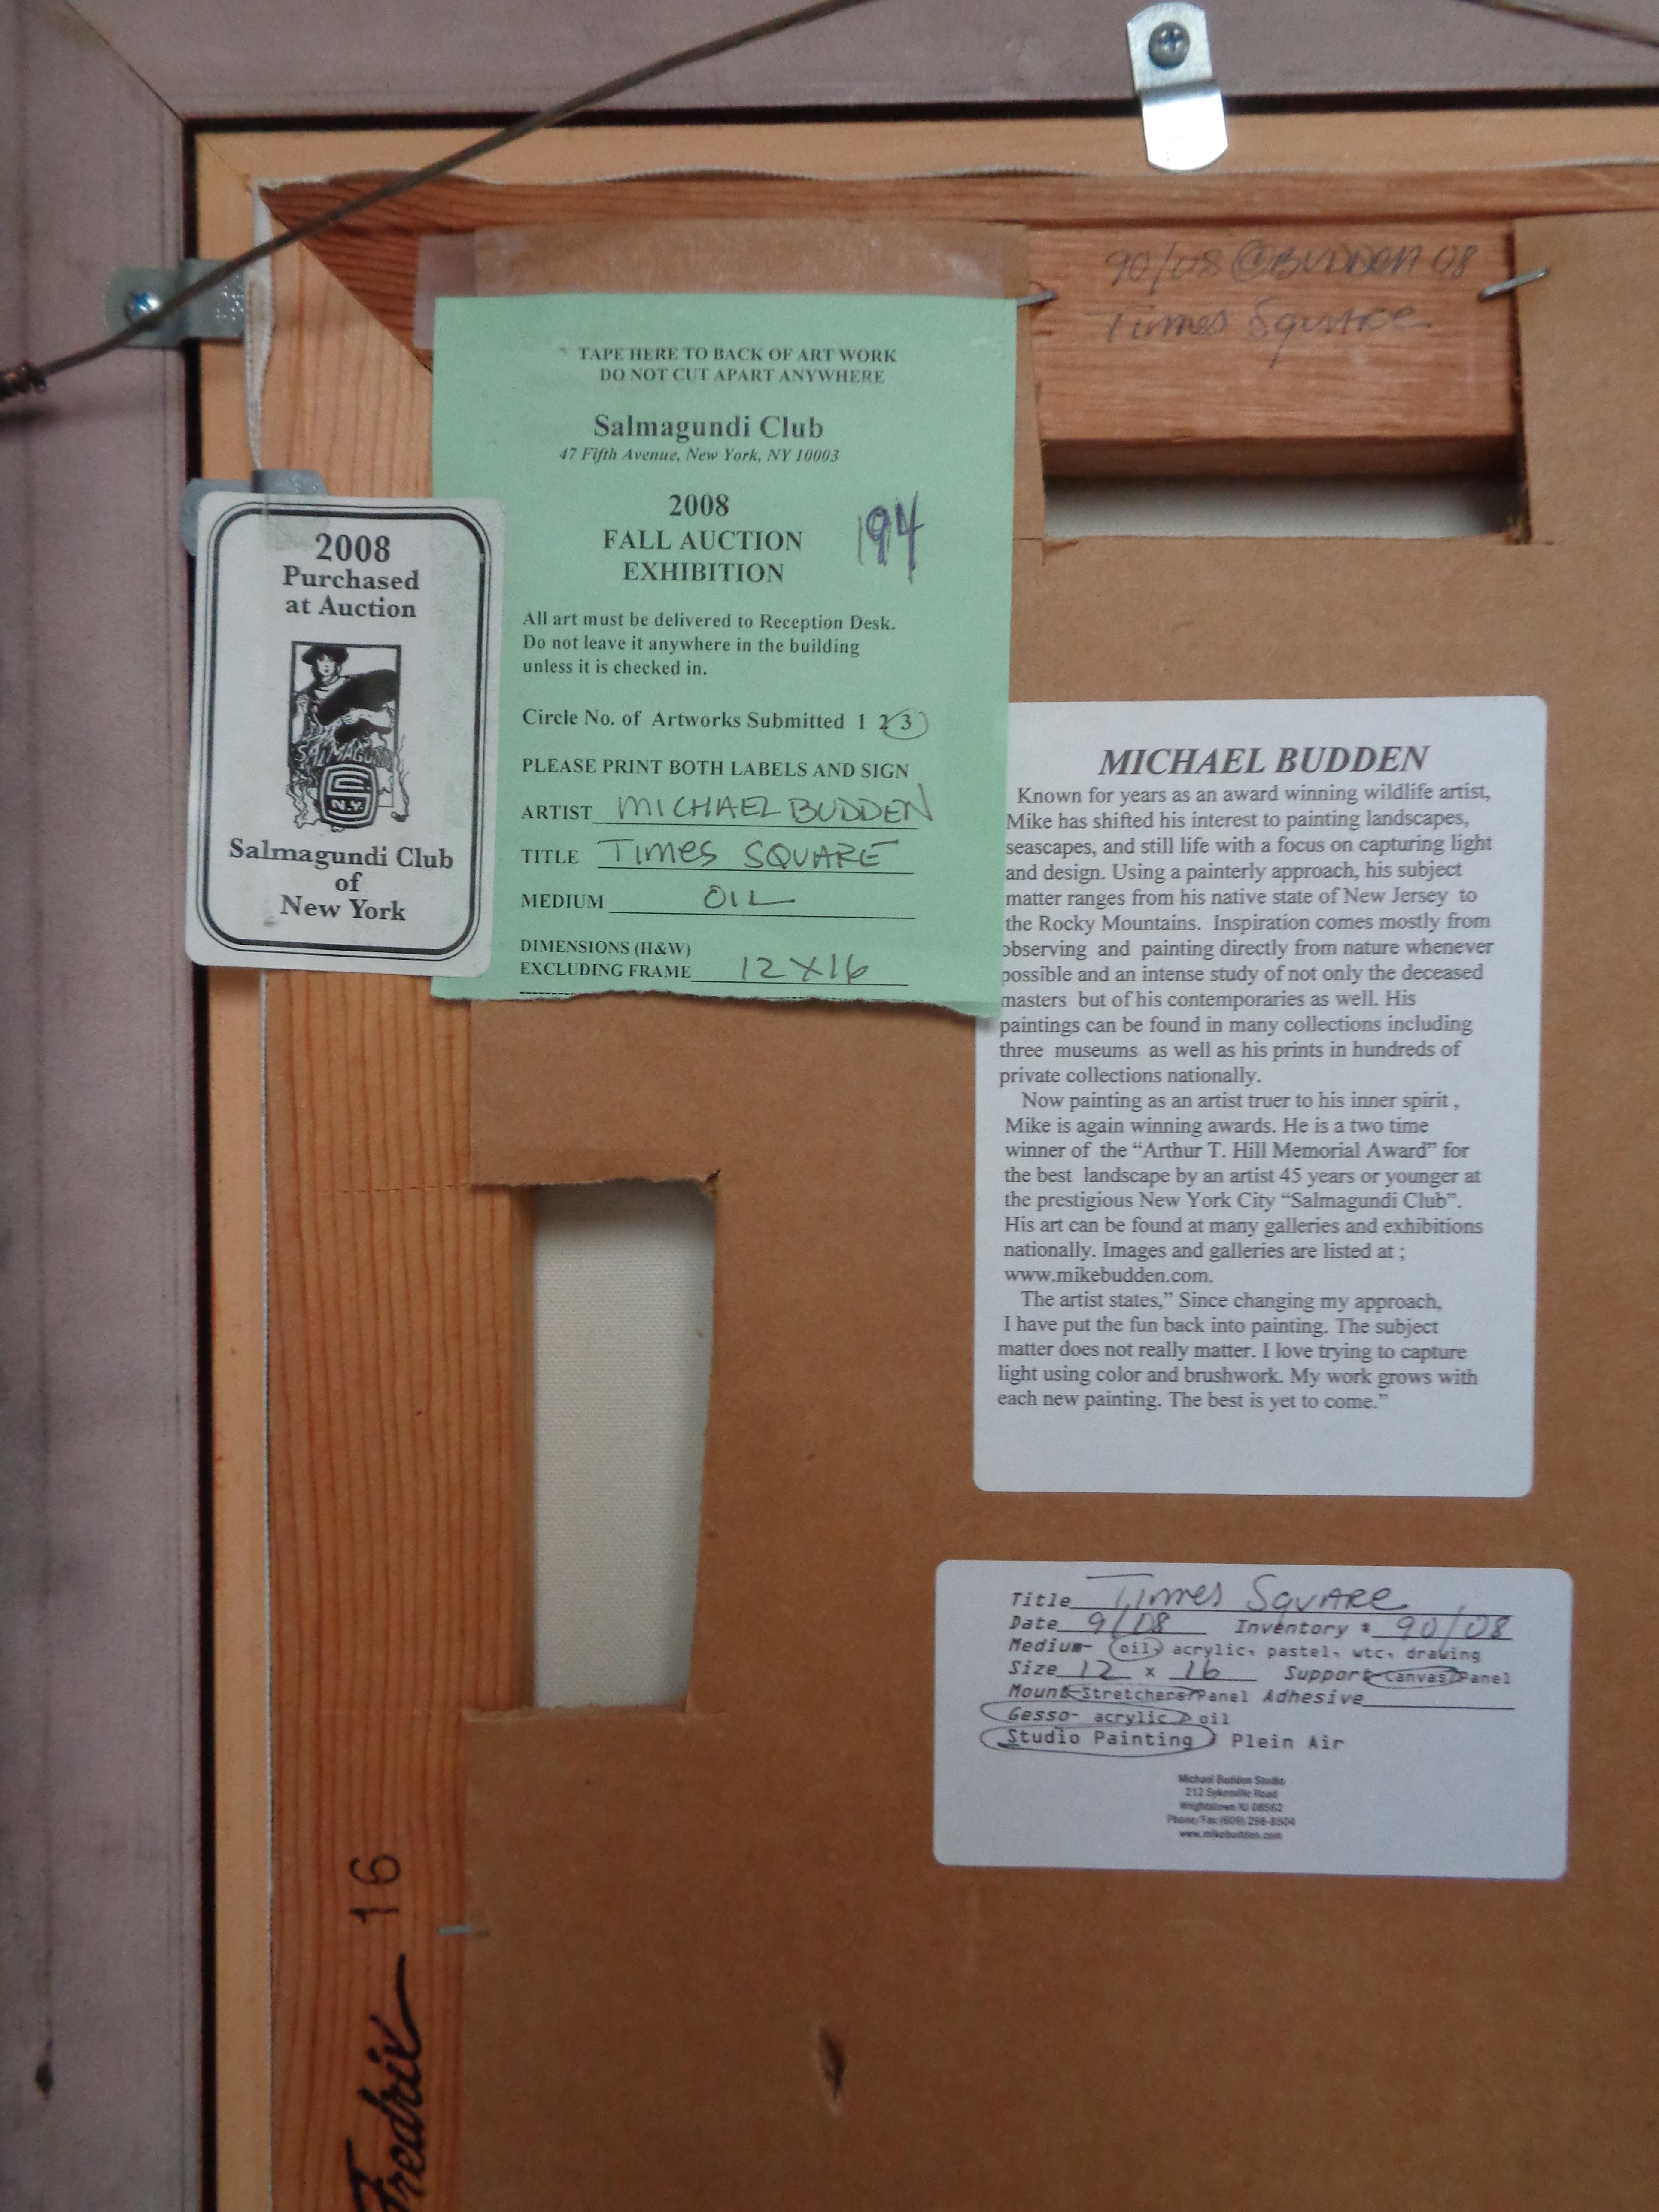 90/08 ©BUDDEN 08
Times Square
TAPE HERE TO BACK OF ART WORK
DO NOT CUT APART ANYWHERE
Salmagundi Club
47 Fifth Avenue, New York, NY 10003
2008
FALL AUCTION
EXHIBITION
194
All art must be delivered to Reception Desk.
Do not leave it anywhere in the building
unless it is checked in.
Circle No. of Artworks Submitted 1 2 3
PLEASE PRINT BOTH LABELS AND SIGN
ARTIST MICHAEL BUDDEN
TITLE Times SQUARE
MEDIUM OIL
DIMENSIONS (H&W)
EXCLUDING FRAME 12X16
2008
Purchased
at Auction
SALMAGUNDI
S
N.Y.
Salmagundi Club
of
New York
MICHAEL BUDDEN
Known for years as an award winning wildlife artist,
Mike has shifted his interest to painting landscapes,
seascapes, and still life with a focus on capturing light
and design. Using a painterly approach, his subject
matter ranges from his native state of New Jersey to
the Rocky Mountains. Inspiration comes mostly from
observing and painting directly from nature whenever
possible and an intense study of not only the deceased
masters but of his contemporaries as well. His
paintings can be found in many collections including
three museums as well as his prints in hundreds of
private collections nationally.
Now painting as an artist truer to his inner spirit ,
Mike is again winning awards. He is a two time
winner of the “Arthur T. Hill Memorial Award” for
the best landscape by an artist 45 years or younger at
the prestigious New York City “Salmagundi Club”.
His art can be found at many galleries and exhibitions
nationally. Images and galleries are listed at ;
www.mikebudden.com.
The artist states,” Since changing my approach,
I have put the fun back into painting. The subject
matter does not really matter. I love trying to capture
light using color and brushwork. My work grows with
each new painting. The best is yet to come.”
Title Times Square
Date 9/08 Inventory # 90/08
Medium- oil, acrylic, pastel, wtc, drawing
Size 12 x 16 Support-Canvas/Panel
Mount-Stretchers/Panel Adhesive
Gesso- acrylic oil
Studio Painting Plein Air
Michael Budden Studio
212 Sykesville Road
Wrightstown NJ 08562
Phone/Fax (609) 298-8504
www.mikebudden.com
16
Fredrix